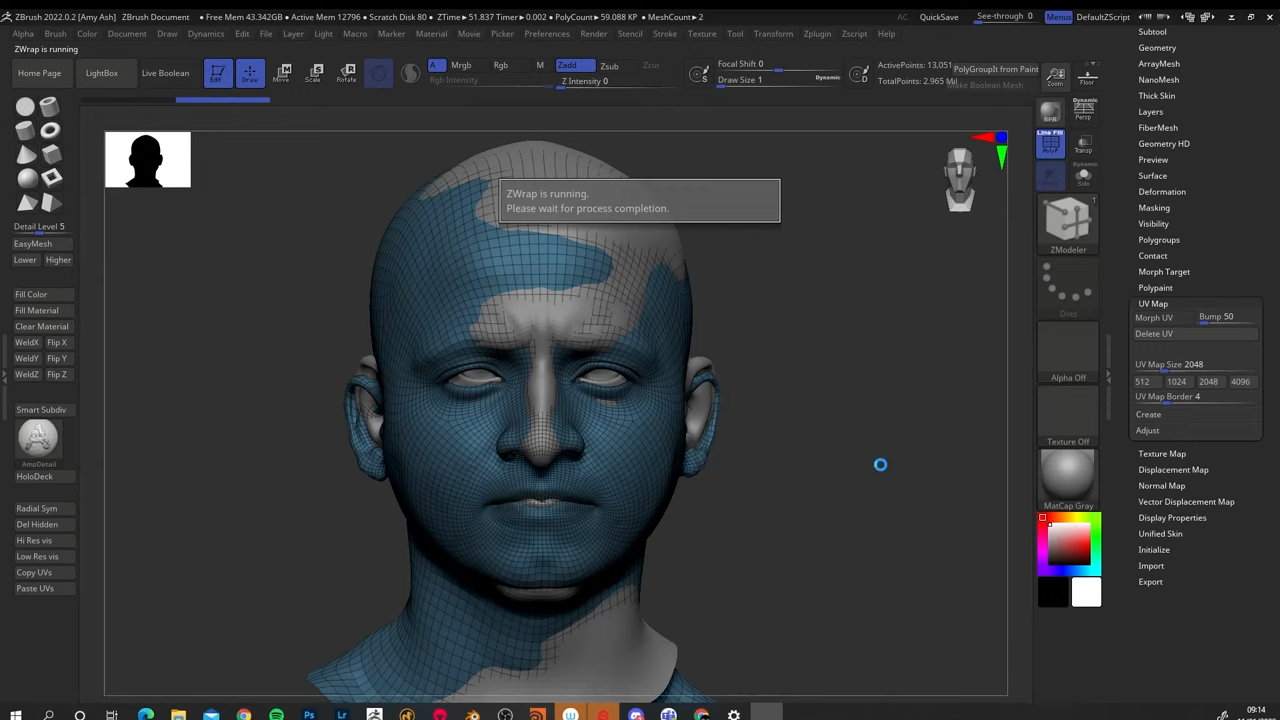 ZBrush 2022.0.2 [Amy Ash] ZBrush Document • Free Mem 43.342GB • Active Mem 12796 • Scratch Disk 80 • ZTime▸51.837 Timer▸0.002 • PolyCount▸59.088 KP • MeshCount▸2 AC QuickSave See-through 0 Menus DefaultZScript
Alpha Brush Color Document Draw Dynamics Edit File Layer Light Macro Marker Material Movie Picker Preferences Render Stencil Stroke Texture Tool Transform Zplugin Zscript Help
ZWrap is running
Home Page LightBox Live Boolean Edit Draw Move Scale Rotate
A Mrgb Rgb M Zadd Zsub Zcut
Rgb Intensity Z Intensity 0
S Focal Shift 0
Draw Size 1 Dynamic D
ActivePoints: 13,051
TotalPoints: 2.965 Mil
PolyGroupIt from Paint
Make Boolean Mesh
Zoom Floor
ZWrap is running.
Please wait for process completion.
Detail Level 5
EasyMesh
Lower Higher
Fill Color
Fill Material
Clear Material
WeldX Flip X
WeldY Flip Y
WeldZ Flip Z
Smart Subdiv
AmpDetail
HoloDeck
Radial Sym
Del Hidden
Hi Res vis
Low Res vis
Copy UVs
Paste UVs
BPR
Dynamic
Persp
Line Fill
PolyF
Transp
Dynamic
Solo
1
ZModeler
Dots
Alpha Off
Texture Off
MatCap Gray
Subtool
Geometry
ArrayMesh
NanoMesh
Thick Skin
Layers
FiberMesh
Geometry HD
Preview
Surface
Deformation
Masking
Visibility
Polygroups
Contact
Morph Target
Polypaint
UV Map
Morph UV Bump 50
Delete UV
UV Map Size 2048
512 1024 2048 4096
UV Map Border 4
Create
Adjust
Texture Map
Displacement Map
Normal Map
Vector Displacement Map
Display Properties
Unified Skin
Initialize
Import
Export
Ps Lr
09:14